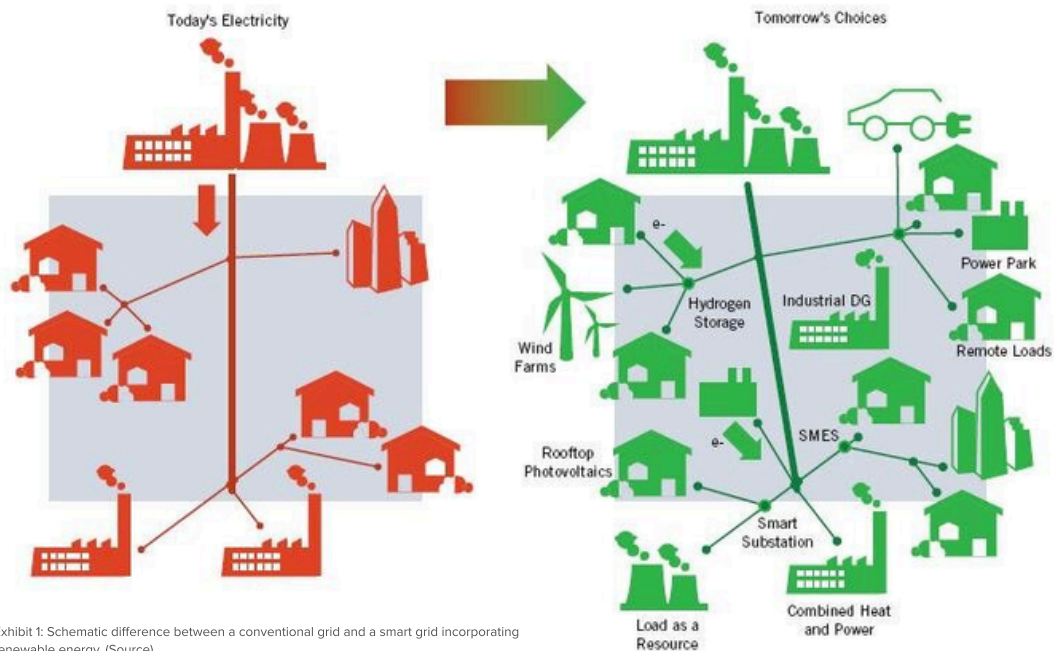 Today's Electricity
Tomorrow's Choices
e-
Power Park
Hydrogen
Storage
Industrial DG
Wind
Farms
Remote Loads
e-
SMES
Rooftop
Photovoltaics
Smart
Substation
Load as a
Resource
Combined Heat
and Power
xhibit 1: Schematic difference between a conventional grid and a smart grid incorporating
enewable energy. (Source)